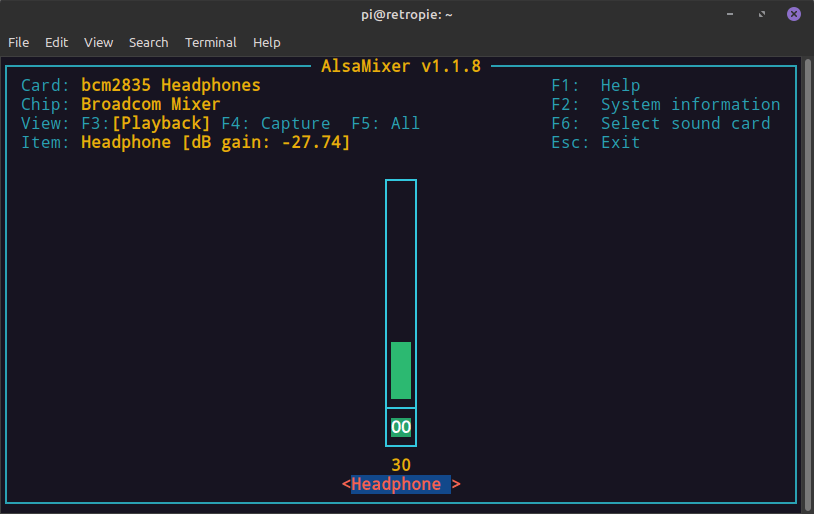 pi@retropie: ~
File Edit View Search Terminal Help
AlsaMixer v1.1.8
Card: bcm2835 Headphones F1: Help
Chip: Broadcom Mixer F2: System information
View: F3:[Playback] F4: Capture F5: All F6: Select sound card
Item: Headphone [dB gain: -27.74] Esc: Exit
OO
30
<Headphone >